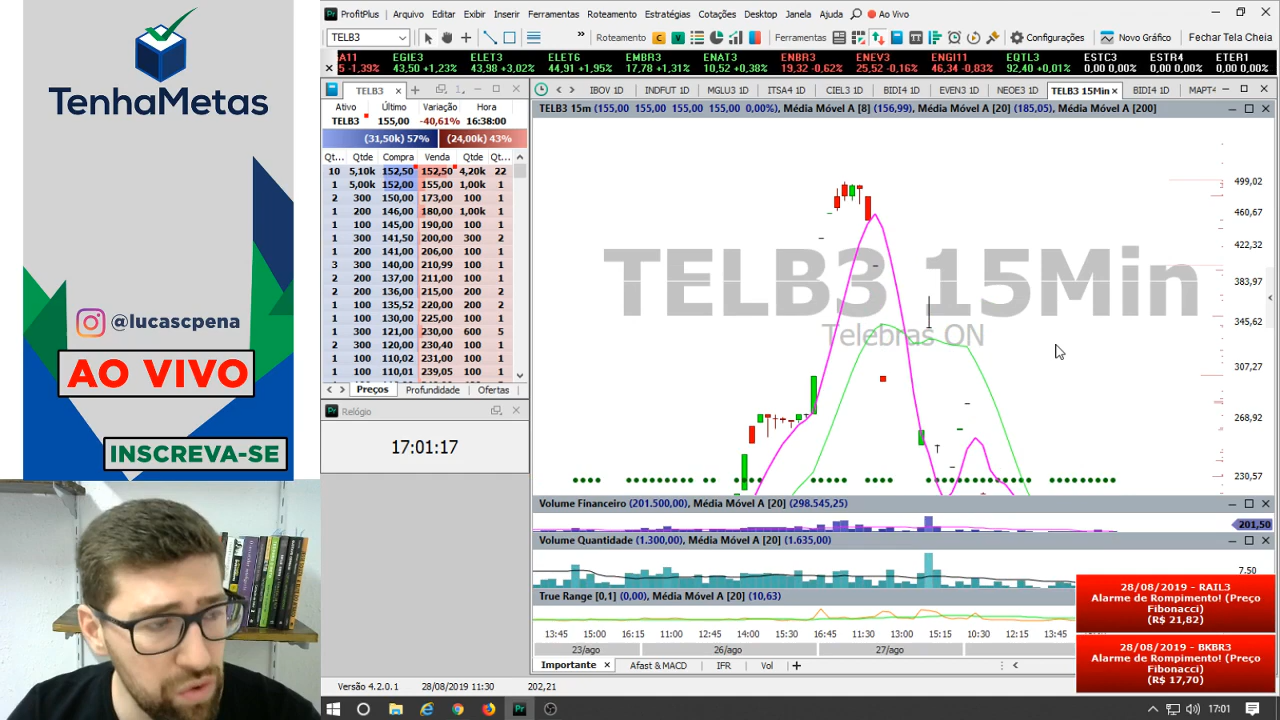 TenhaMetas
@lucascpena
AO VIVO
INSCREVA-SE
ProfitPlus Arquivo Editar Exibir Inserir Ferramentas Roteamento Estratégias Cotações Desktop Janela Ajuda Ao Vivo
TELB3 Roteamento Ferramentas Configurações Novo Gráfico Fechar Tela Cheia
EGIE3 ELET3 ELET6 EMBR3 ENAT3 ENBR3 ENEV3 ENGI11 EQTL3 ESTC3 ESTR4 ETER1
43,50 +1,23% 43,98 +3,02% 44,91 +1,95% 17,78 +1,31% 10,52 +0,38% 19,32 -0,62% 25,52 -0,16% 46,34 -0,83% 92,40 +0,01% 0,00 0,00% 0,00 0,00% 0,00 0,00%
TELB3
IBOV 1D INDFUT 1D MGLU3 1D ITSA4 1D CIEL3 1D BIDI4 1D EVEN3 1D NEOE3 1D TELB3 15Min BIDI4 1D MAPT4
Ativo Último Variação Hora
TELB3 155,00 -40,61% 16:38:00
(31,50k) 57% (24,00k) 43%
Qt... Qtde Compra Venda Qtde Qt...
10 5,10k 152,50 152,50 4,20k 22
1 5,00k 152,00 155,00 1,00k 1
2 300 150,00 173,00 100 1
1 200 146,00 180,00 1,00k 1
1 100 145,00 190,00 100 1
1 300 141,50 200,00 300 2
1 200 141,00 206,00 100 1
3 300 140,00 210,99 100 1
2 200 137,00 211,00 100 1
2 200 136,00 215,00 100 1
1 100 135,52 220,00 100 1
1 100 130,00 225,00 100 1
1 300 121,00 230,00 600 5
2 300 120,00 230,40 100 1
1 100 110,02 231,00 100 1
1 100 110,01 239,05 100 1
Preços Profundidade Ofertas
Relógio
17:01:17
TELB3 15m (155,00 155,00 155,00 155,00 0,00%), Média Móvel A [8] (156,99), Média Móvel A [20] (185,05), Média Móvel A [200]
TELB3 15Min
Telebras ON
499,02
460,67
422,32
383,97
345,62
307,27
268,92
230,57
Volume Financeiro (201.500,00), Média Móvel A [20] (298.545,25)
201,50
Volume Quantidade (1.300,00), Média Móvel A [20] (1.635,00)
7.50
True Range [0,1] (0,00), Média Móvel A [20] (10,63)
13:45 15:00 16:15 11:00 12:45 14:00 16:45 11:30 13:00 15:15 10:30 12:15 13:45
23/ago 26/ago 27/ago
Importante Afast & MACD IFR Vol
28/08/2019 - RAIL3
Alarme de Rompimento! (Preço
Fibonacci)
(R$ 21,82)
28/08/2019 - BKBR3
Alarme de Rompimento! (Preço
Fibonacci)
(R$ 17,70)
Versão 4.2.0.1 28/08/2019 11:30 202,21
17:01